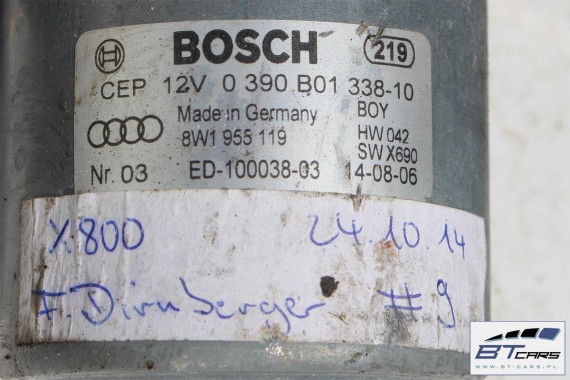 BOSCH 219
CEP 12V 0 390 B01 338-10
Made in Germany BOY
8W1 955 119 HW 042
SW X690
Nr. 03 ED-100038-03 14-08-06
X800 24.10.14
F. Dirnberger #9
BT CARS
WWW.BT-CARS.PL